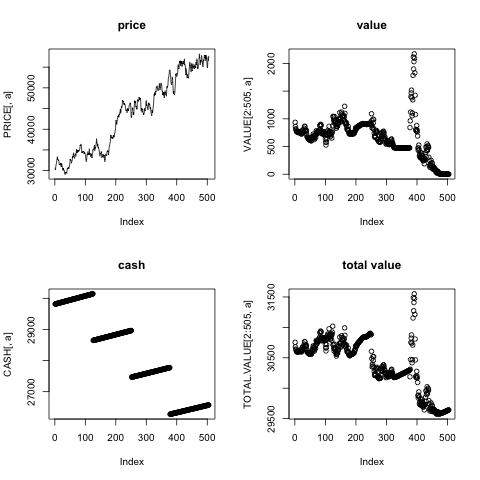 price
PRICE[, a]
30000 40000 50000
0 100 200 300 400 500
Index
value
VALUE[2:505, a]
0 500 1000 2000
0 100 200 300 400 500
Index
cash
CASH[, a]
27000 29000
0 100 200 300 400 500
Index
total value
TOTAL.VALUE[2:505, a]
29500 30500 31500
0 100 200 300 400 500
Index